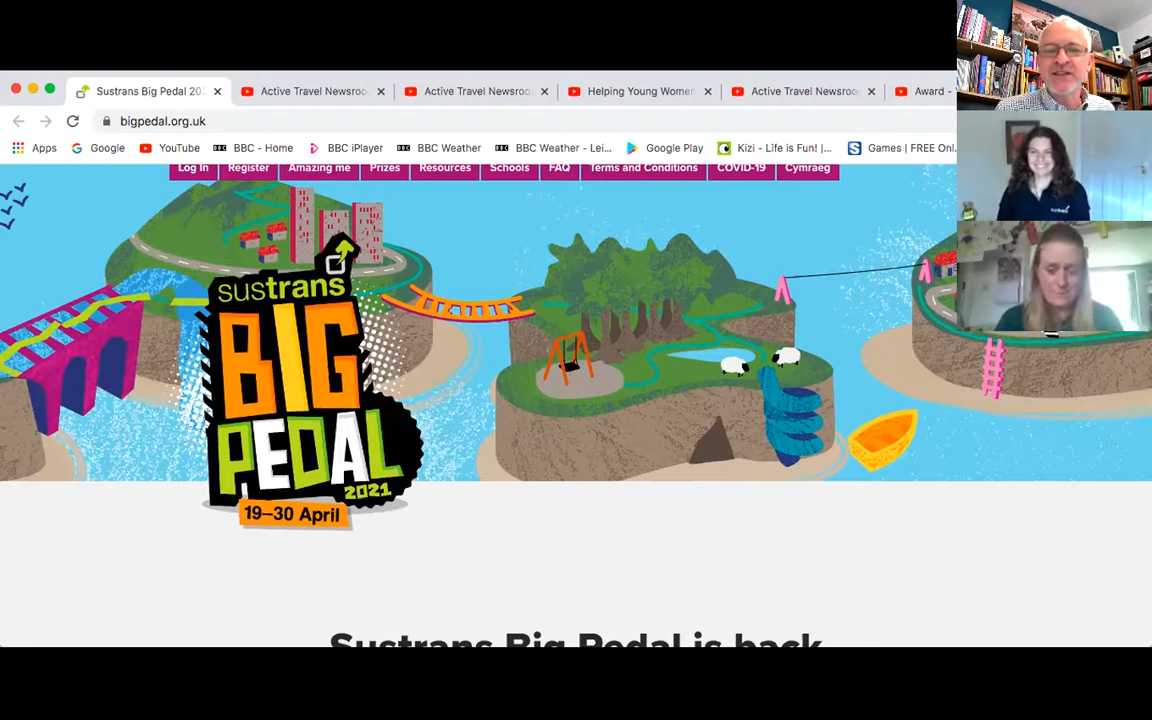 Sustrans Big Pedal 20
Active Travel Newsroo
Active Travel Newsroo
Helping Young Women
Active Travel Newsroo
Award -
bigpedal.org.uk
Apps
Google
YouTube
BBC - Home
BBC iPlayer
BBC Weather
BBC Weather - Lei...
Google Play
Kizi - Life is Fun! |...
Games | FREE Onl...
Log In
Register
Amazing me
Prizes
Resources
Schools
FAQ
Terms and Conditions
COVID-19
Cymraeg
sustrans
BIG
PEDAL
2021
19–30 April
Sustrans Big Pedal is back